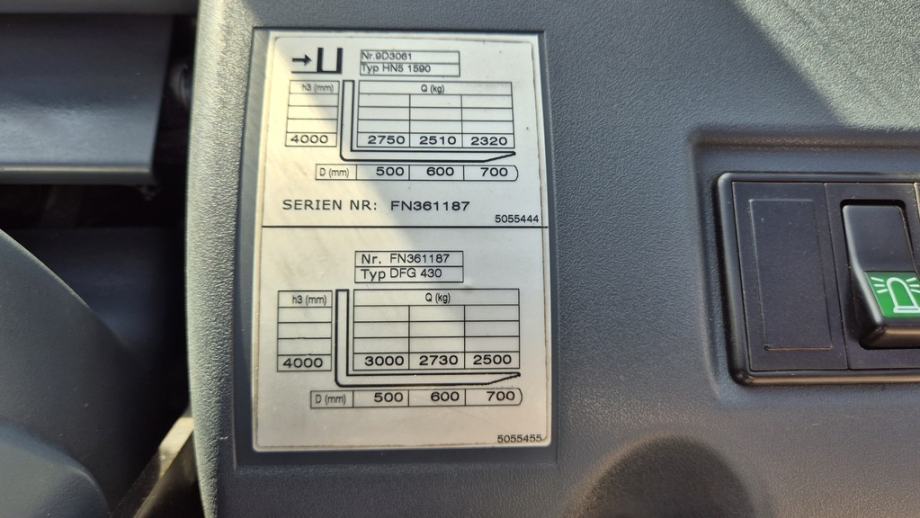 Nr.9D3061
Typ HN5 1590
h3 (mm) Q (kg)
4000 2750 2510 2320
D (mm) 500 600 700
SERIEN NR: FN361187
5055444
Nr. FN361187
Typ DFG 430
h3 (mm) Q (kg)
4000 3000 2730 2500
D (mm) 500 600 700
5055455